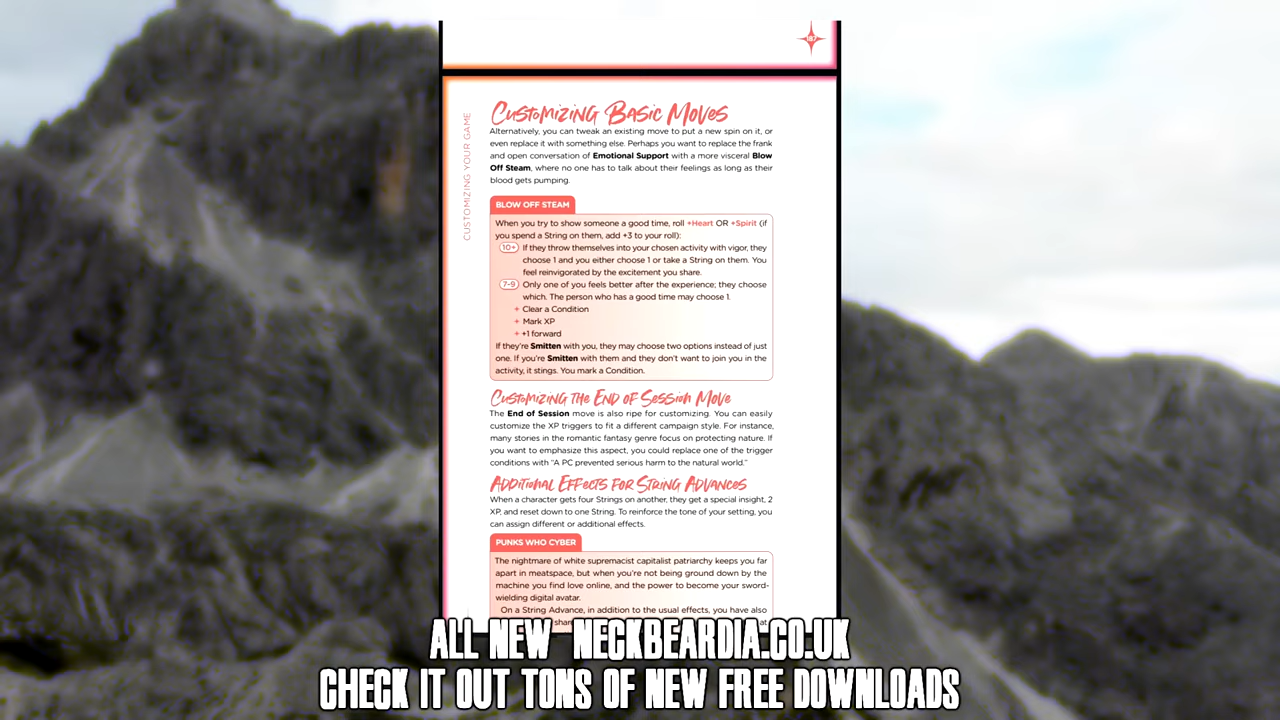 187
CUSTOMIZING YOUR GAME
Customizing Basic Moves
Alternatively, you can tweak an existing move to put a new spin on it, or
even replace it with something else. Perhaps you want to replace the frank
and open conversation of Emotional Support with a more visceral Blow
Off Steam, where no one has to talk about their feelings as long as their
blood gets pumping.
BLOW OFF STEAM
When you try to show someone a good time, roll +Heart OR +Spirit (if
you spend a String on them, add +3 to your roll):
10+ If they throw themselves into your chosen activity with vigor, they
choose 1 and you either choose 1 or take a String on them. You
feel reinvigorated by the excitement you share.
7-9 Only one of you feels better after the experience; they choose
which. The person who has a good time may choose 1.
+ Clear a Condition
+ Mark XP
+ +1 forward
If they're Smitten with you, they may choose two options instead of just
one. If you're Smitten with them and they don't want to join you in the
activity, it stings. You mark a Condition.
Customizing the End of Session Move
The End of Session move is also ripe for customizing. You can easily
customize the XP triggers to fit a different campaign style. For instance,
many stories in the romantic fantasy genre focus on protecting nature. If
you want to emphasize this aspect, you could replace one of the trigger
conditions with "A PC prevented serious harm to the natural world."
Additional Effects for String Advances
When a character gets four Strings on another, they get a special insight, 2
XP, and reset down to one String. To reinforce the tone of your setting, you
can assign different or additional effects.
PUNKS WHO CYBER
The nightmare of white supremacist capitalist patriarchy keeps you far
apart in meatspace, but when you're not being ground down by the
machine you find love online, and the power to become your sword-
wielding digital avatar.
On a String Advance, in addition to the usual effects, you have also
ALL NEW NECKBEARDIA.CO.UK
CHECK IT OUT TONS OF NEW FREE DOWNLOADS